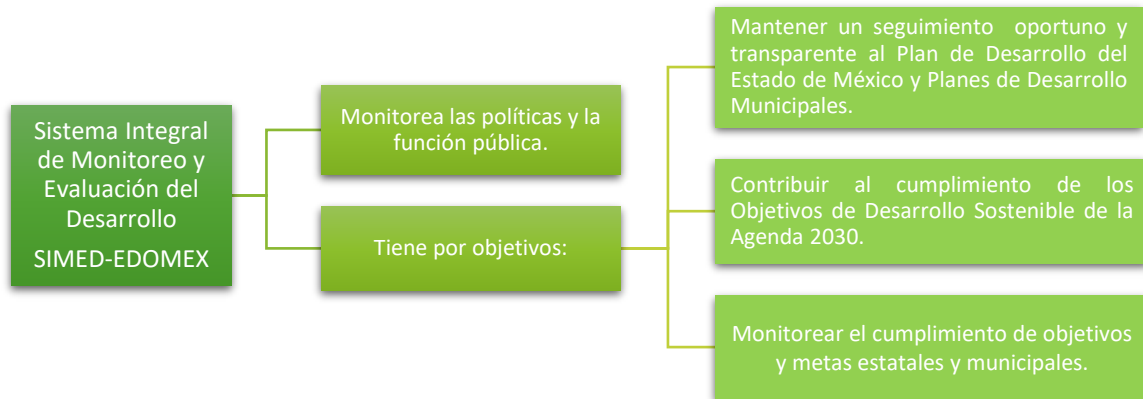 Sistema Integral
de Monitoreo y
Evaluación del
Desarrollo
SIMED-EDOMEX
Monitorea las políticas y la
función pública.
Tiene por objetivos:
Mantener un seguimiento oportuno y
transparente al Plan de Desarrollo del
Estado de México y Planes de Desarrollo
Municipales.
Contribuir al cumplimiento de los
Objetivos de Desarrollo Sostenible de la
Agenda 2030.
Monitorear el cumplimiento de objetivos
y metas estatales y municipales.